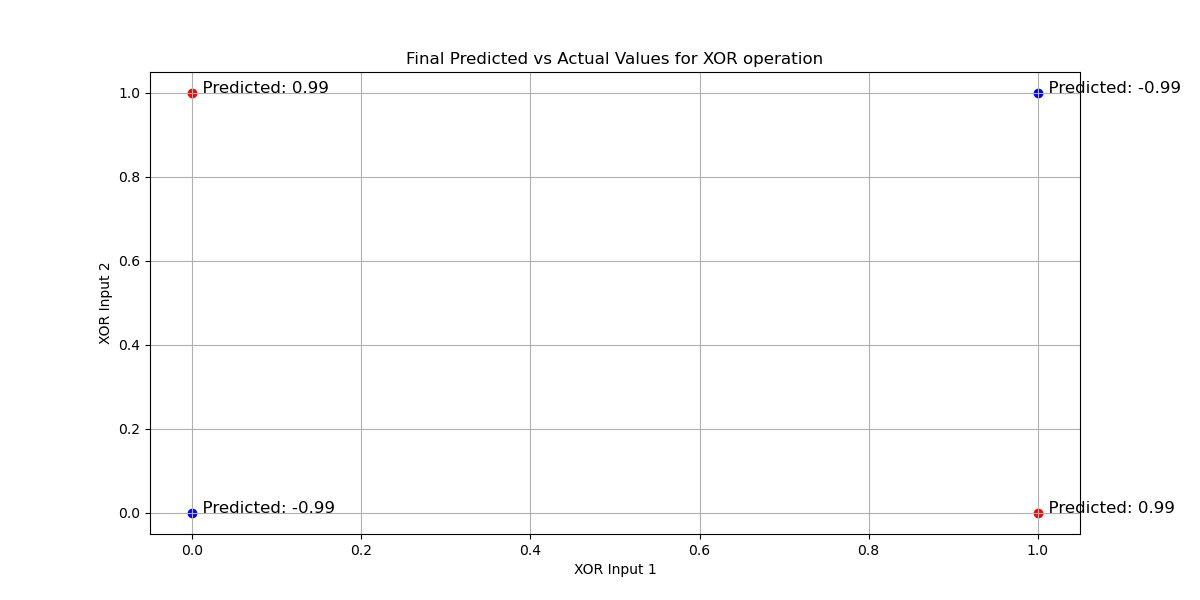 Final Predicted vs Actual Values for XOR operation
Predicted: 0.99
Predicted: -0.99
1.0
0.8
0.6
0.4
0.2
0.0
XOR Input 2
Predicted: -0.99
Predicted: 0.99
0.0
0.2
0.4
0.6
0.8
1.0
XOR Input 1